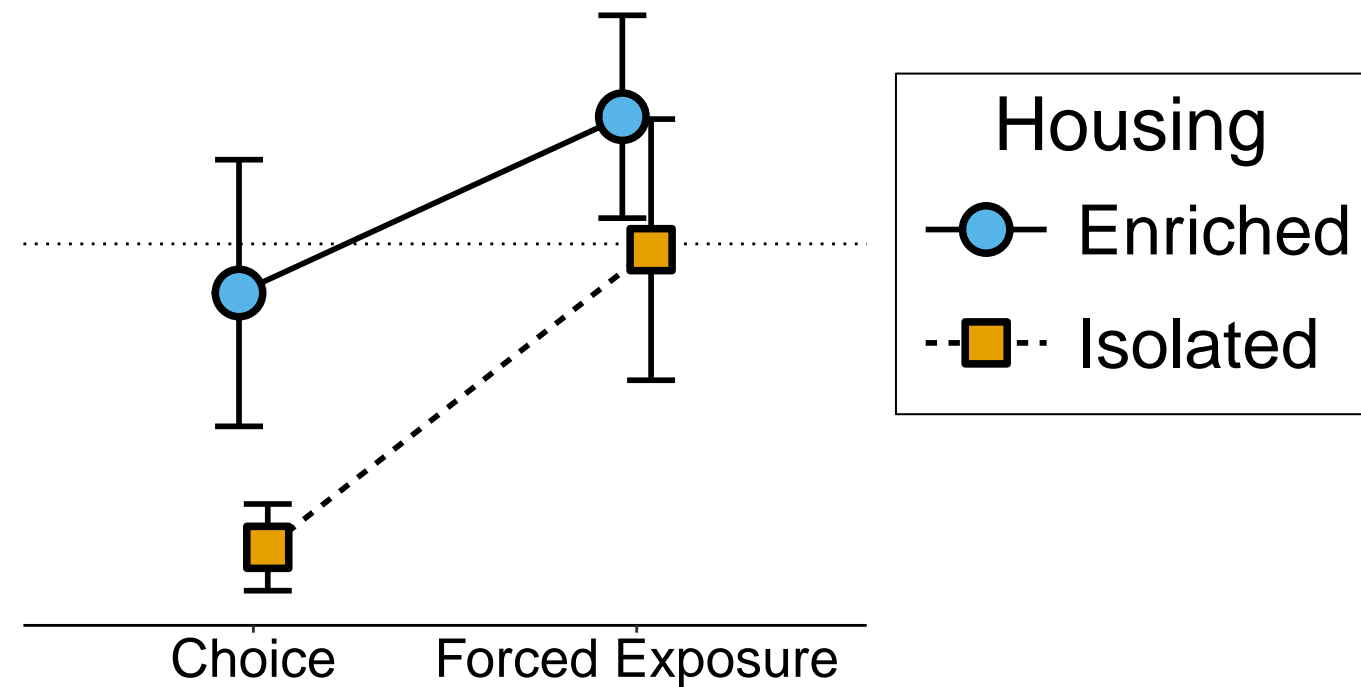 Housing
Enriched
Isolated
Choice
Forced Exposure